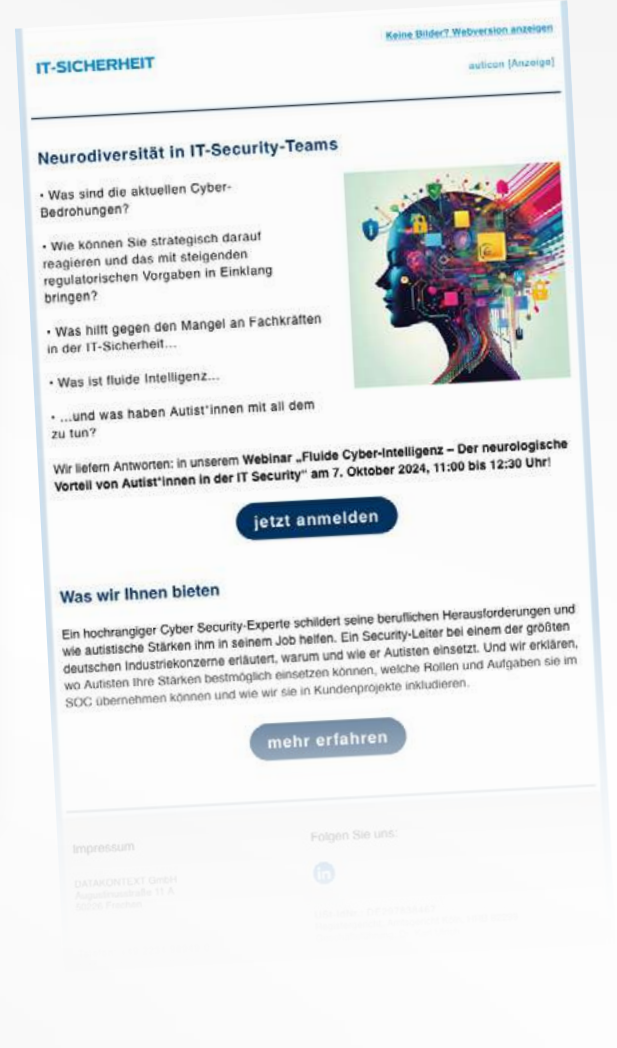 Keine Bilder? Webversion anzeigen
IT-SICHERHEIT
auticon [Anzeige]
Neurodiversität in IT-Security-Teams
• Was sind die aktuellen Cyber-
Bedrohungen?
• Wie können Sie strategisch darauf
reagieren und das mit steigenden
regulatorischen Vorgaben in Einklang
bringen?
• Was hilft gegen den Mangel an Fachkräften
in der IT-Sicherheit...
• Was ist fluide Intelligenz...
• ...und was haben Autist*innen mit all dem
zu tun?
Wir liefern Antworten: in unserem Webinar „Fluide Cyber-Intelligenz – Der neurologische
Vorteil von Autist*innen in der IT Security" am 7. Oktober 2024, 11:00 bis 12:30 Uhr!
jetzt anmelden
Was wir Ihnen bieten
Ein hochrangiger Cyber Security-Experte schildert seine beruflichen Herausforderungen und
wie autistische Stärken ihm in seinem Job helfen. Ein Security-Leiter bei einem der größten
deutschen Industriekonzerne erläutert, warum und wie er Autisten einsetzt. Und wir erklären,
wo Autisten Ihre Stärken bestmöglich einsetzen können, welche Rollen und Aufgaben sie im
SOC übernehmen können und wie wir sie in Kundenprojekte inkludieren.
mehr erfahren
Impressum
Folgen Sie uns:
in
DATAKONTEXT GmbH
Augustinusstraße 11 A
50226 Frechen